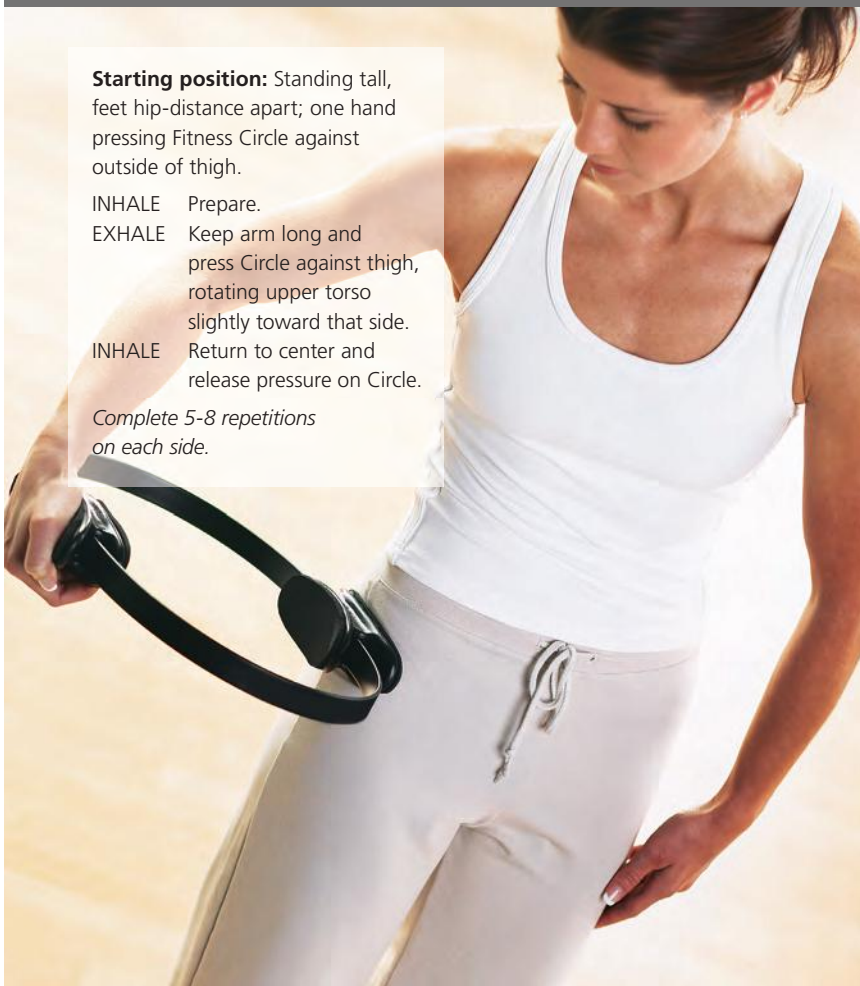 Starting position: Standing tall,
feet hip-distance apart; one hand
pressing Fitness Circle against
outside of thigh.
INHALE Prepare.
EXHALE Keep arm long and
press Circle against thigh,
rotating upper torso
slightly toward that side.
INHALE Return to center and
release pressure on Circle.
Complete 5-8 repetitions
on each side.